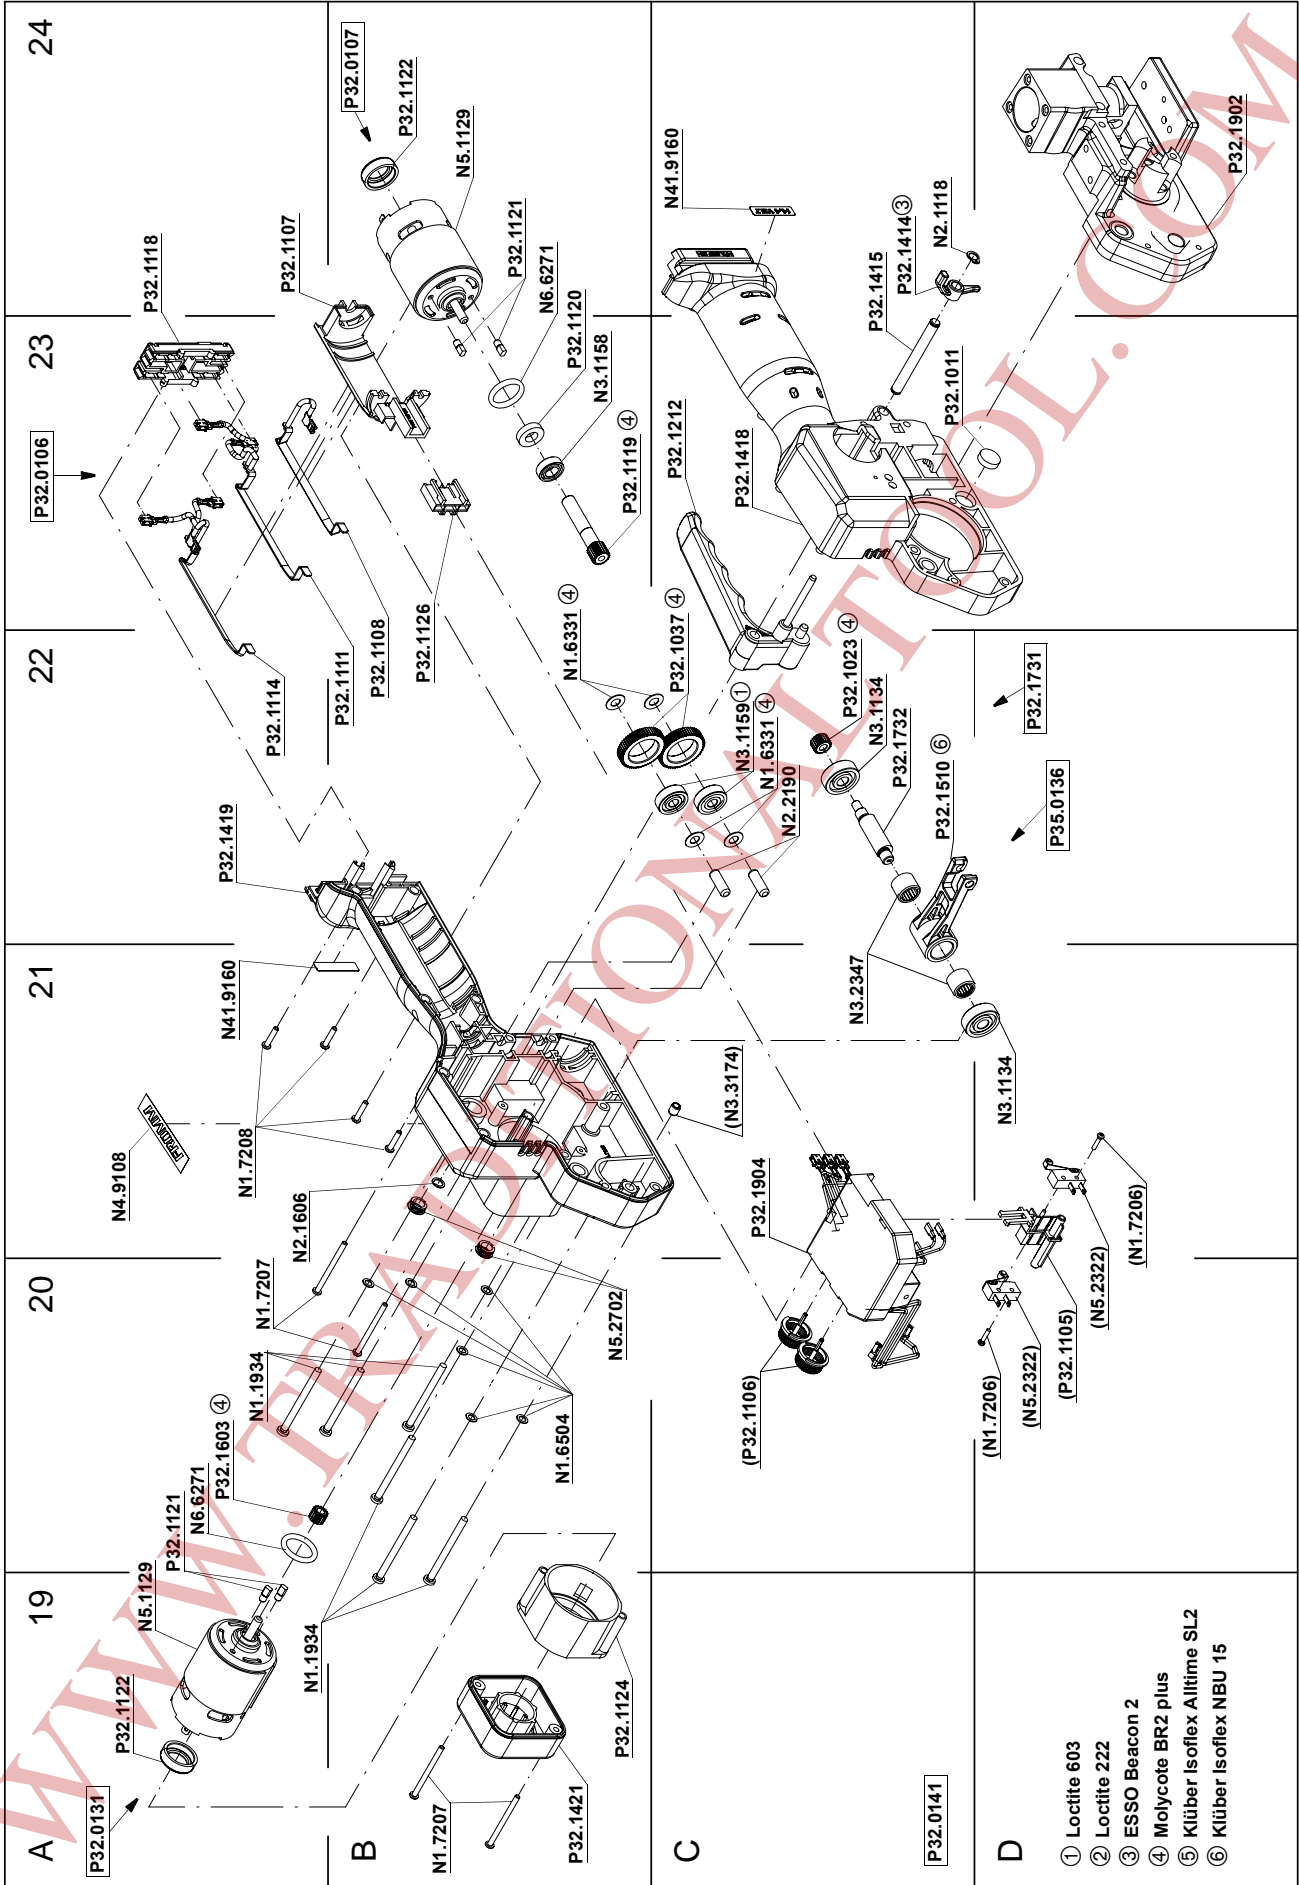 24
23
22
21
20
19
A
B
C
D
P32.0107
P32.1122
N5.1129
P32.1121
N6.6271
P32.1120
N3.1158
P32.1119 ④
P32.1107
P32.1118
P32.0106
P32.1126
P32.1108
P32.1111
P32.1114
N41.9160
P32.1415
P32.1414 ③
N2.1118
P32.1902
P32.1011
P32.1212
P32.1418
N1.6331 ④
P32.1037 ④
N3.1159 ①
N1.6331 ④
N2.2190
P32.1023 ④
N3.1134
P32.1732
P32.1510 ⑥
P32.1731
P35.0136
P32.1419
N41.9160
N4.9108
FROMM
N1.7208
N2.1606
N3.2347
N3.1134
(N3.3174)
P32.1904
(N1.7206)
(N5.2322)
(P32.1105)
(N5.2322)
(N1.7206)
(P32.1106)
N1.7207
N5.2702
N1.1934
N1.6504
P32.1603 ④
N6.6271
P32.1121
N5.1129
P32.1122
P32.0131
N1.1934
P32.1124
P32.1421
N1.7207
P32.0141
① Loctite 603
② Loctite 222
③ ESSO Beacon 2
④ Molycote BR2 plus
⑤ Klüber Isoflex Alltime SL2
⑥ Klüber Isoflex NBU 15
WWW.TRADITIONALTOOL.COM